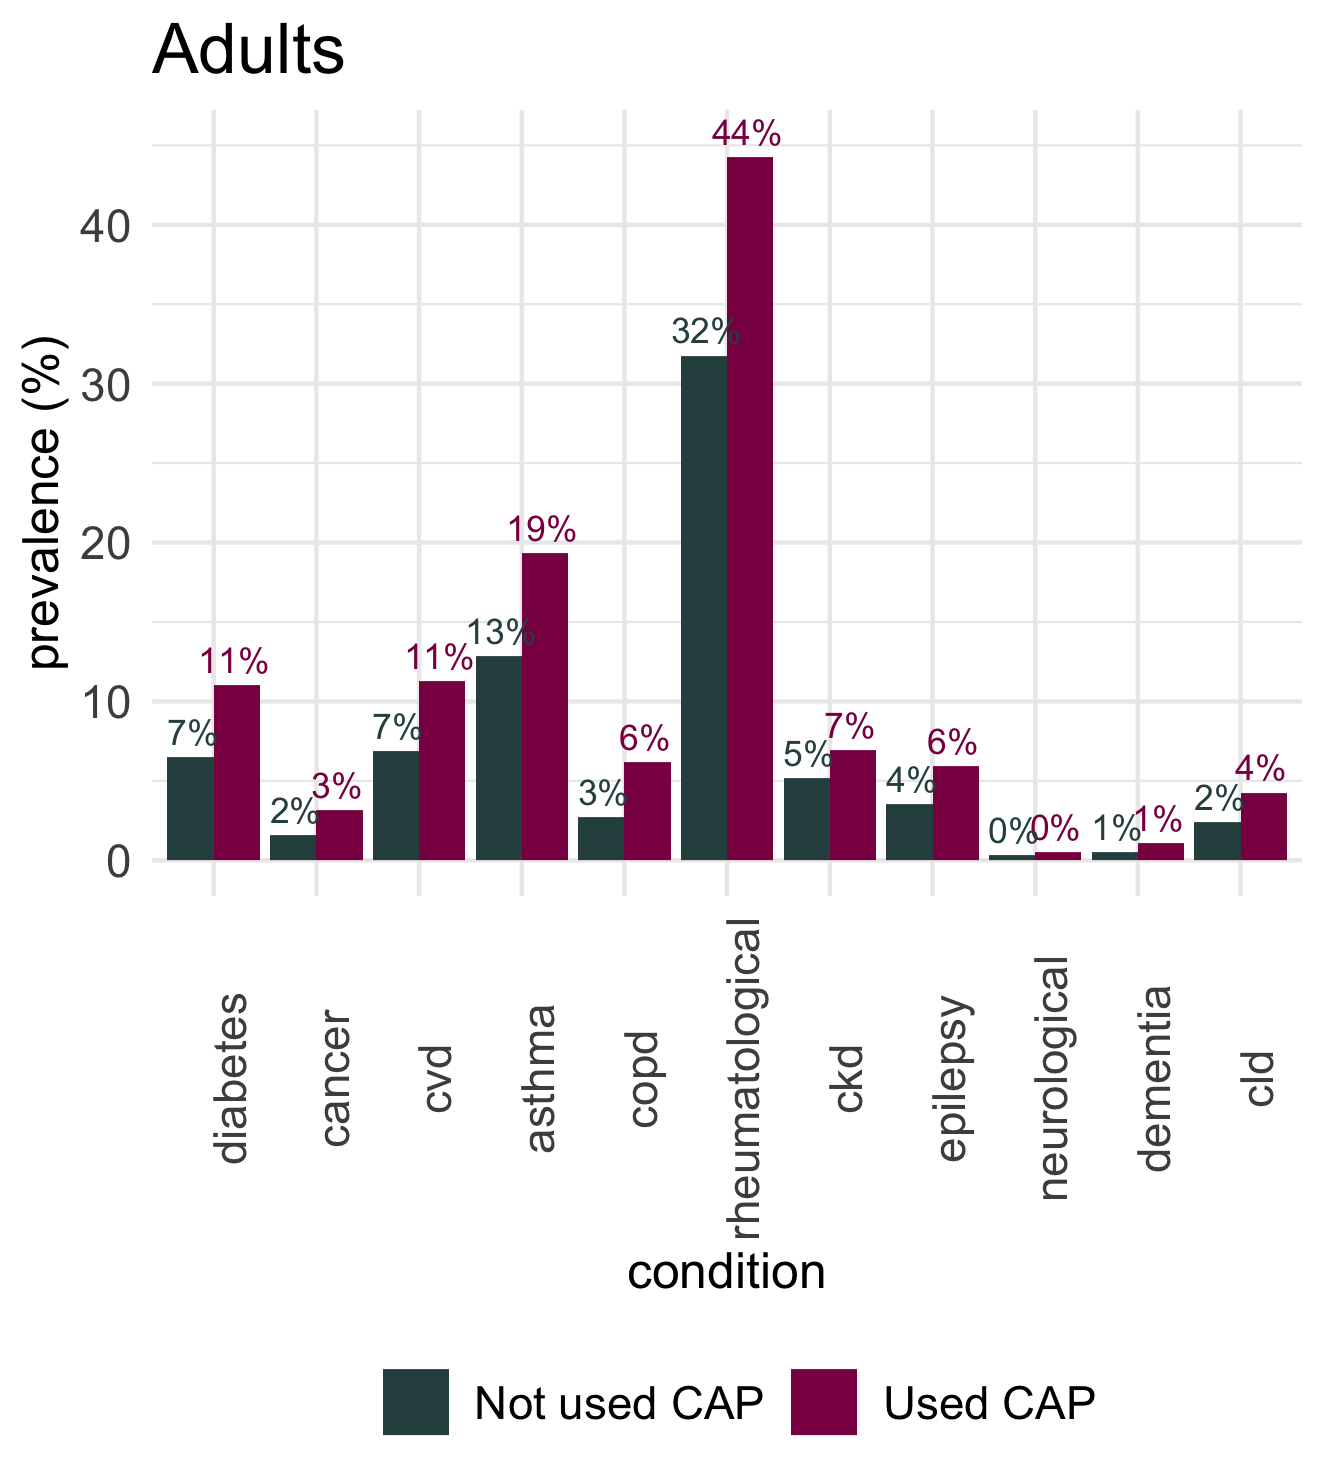 Adults
prevalence (%)
40
30
20
10
0
7%
11%
2%
3%
7%
11%
13%
19%
3%
6%
32%
44%
5%
7%
4%
6%
0%
0%
1%
1%
2%
4%
diabetes
cancer
cvd
asthma
copd
rheumatological
ckd
epilepsy
neurological
dementia
cld
condition
Not used CAP
Used CAP